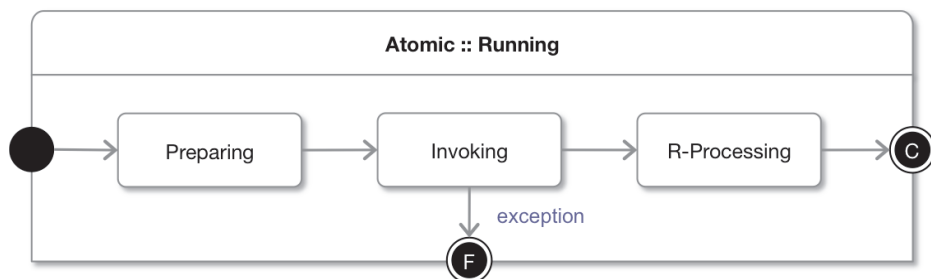 Atomic :: Running
Preparing
Invoking
R-Processing
C
exception
F